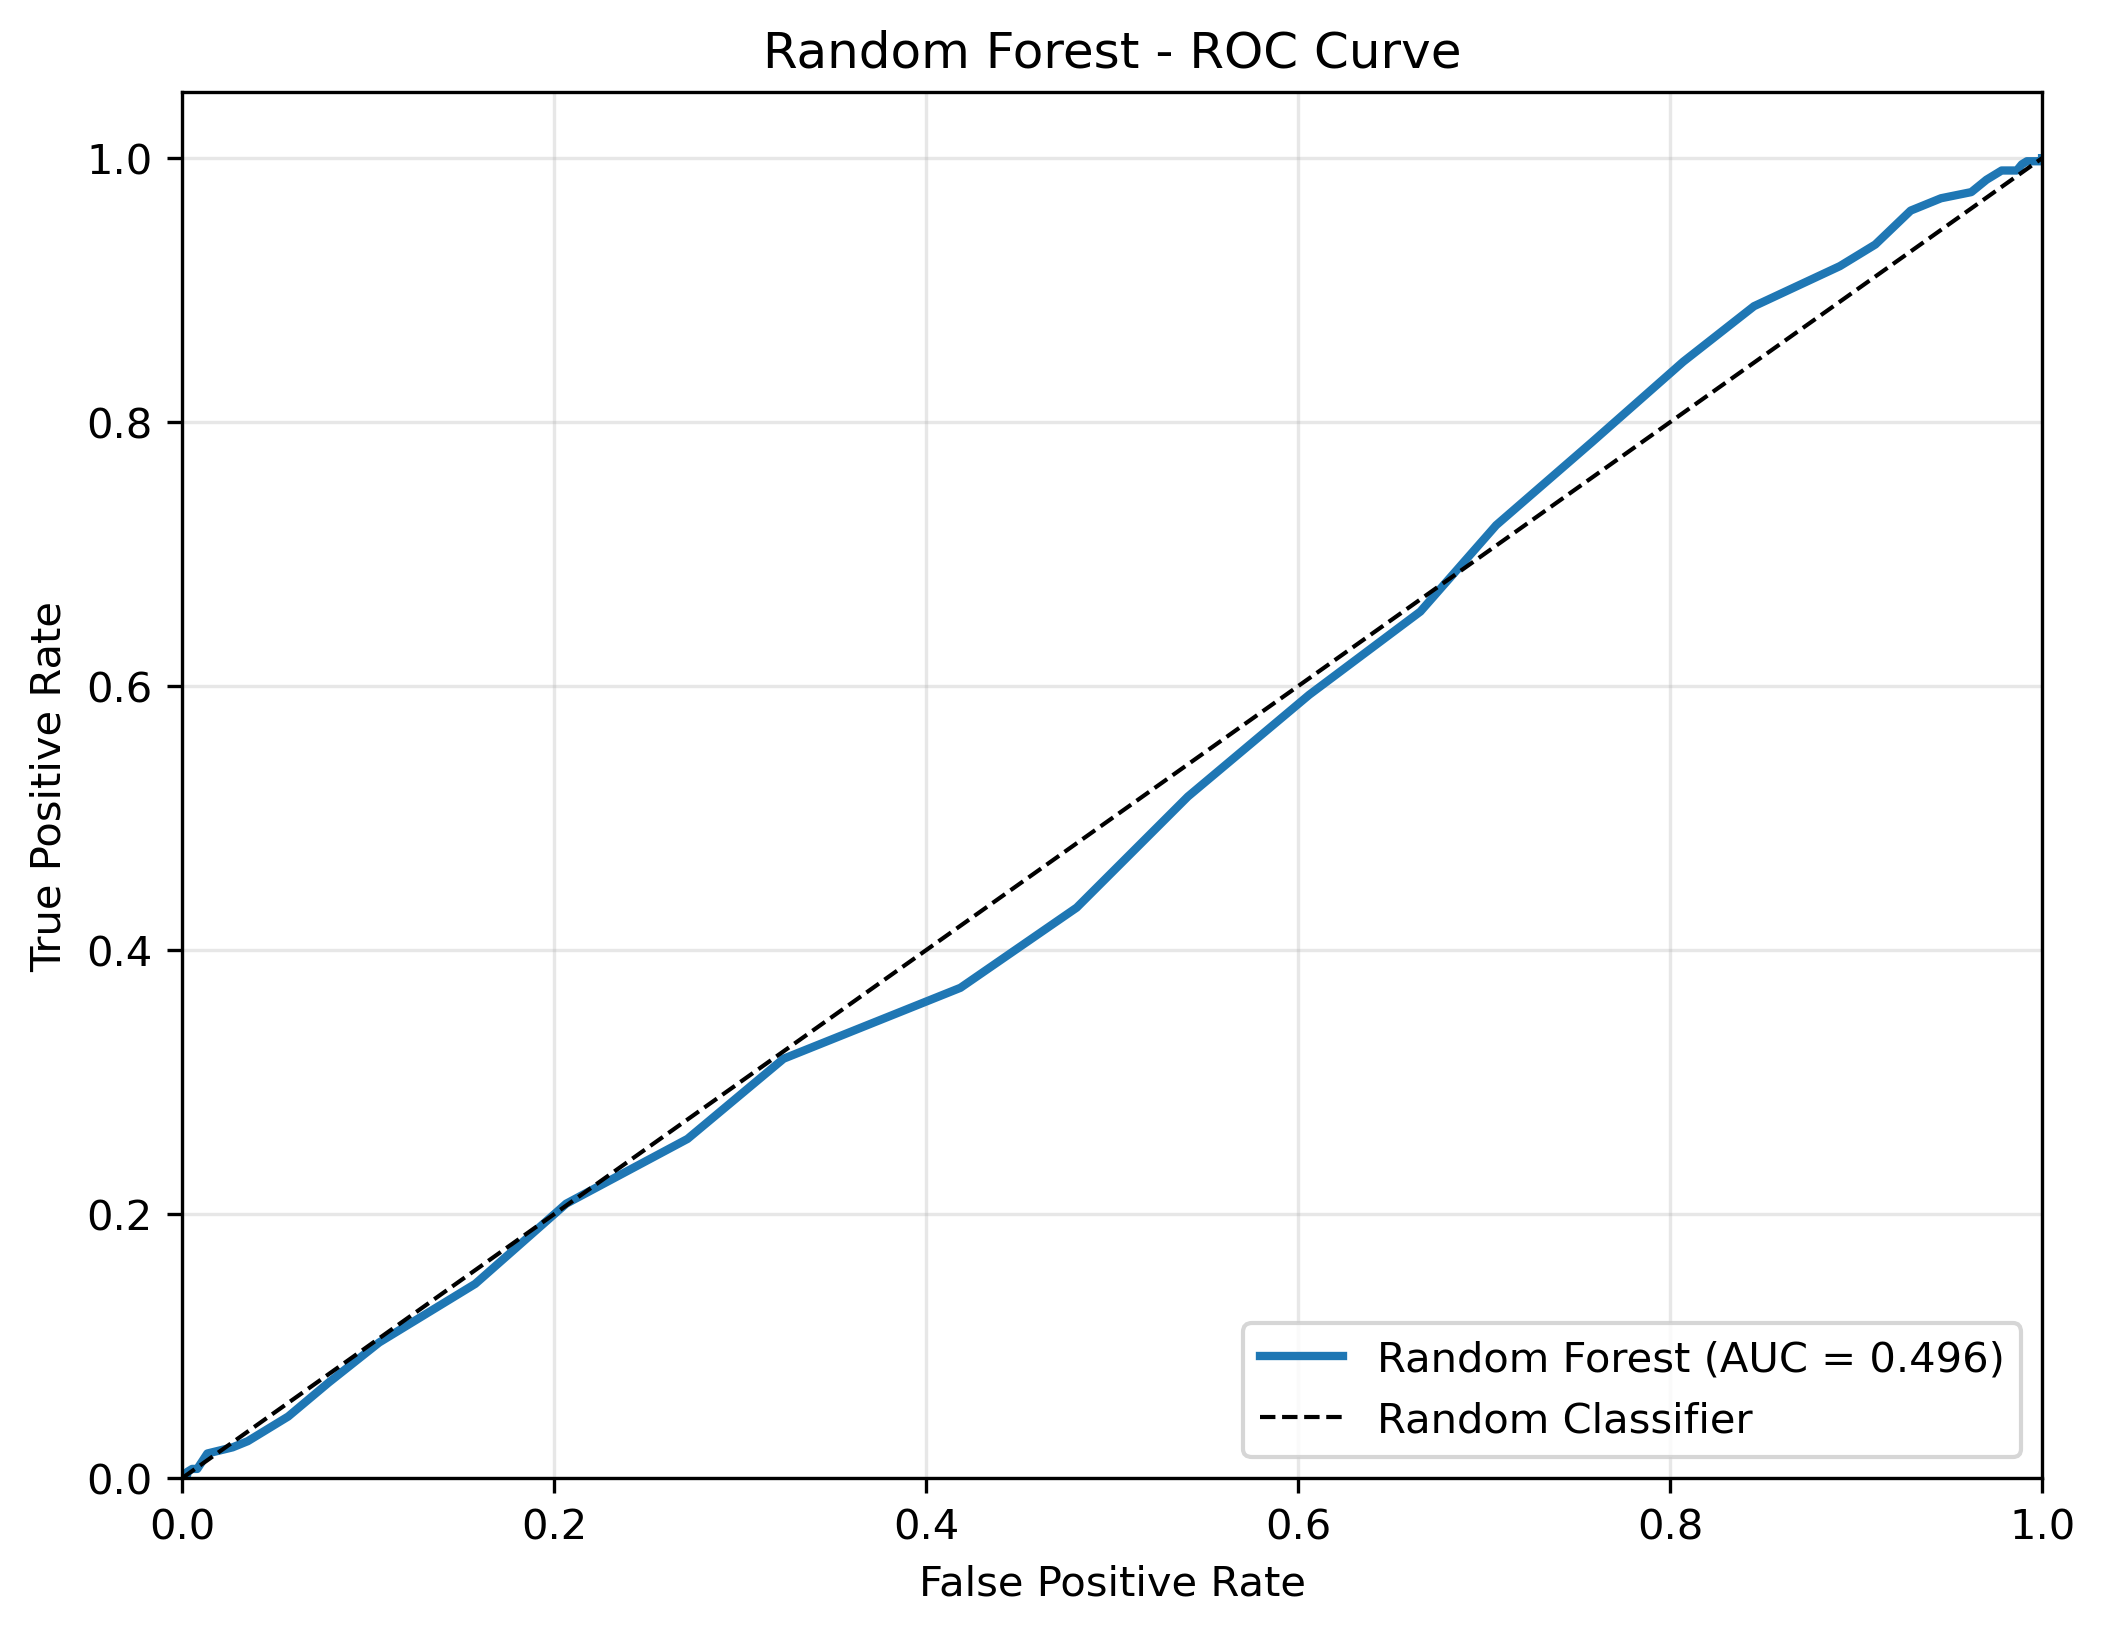 Random Forest - ROC Curve
True Positive Rate
1.0
0.8
0.6
0.4
0.2
0.0
Random Forest (AUC = 0.496)
Random Classifier
0.0 0.2 0.4 0.6 0.8 1.0
False Positive Rate